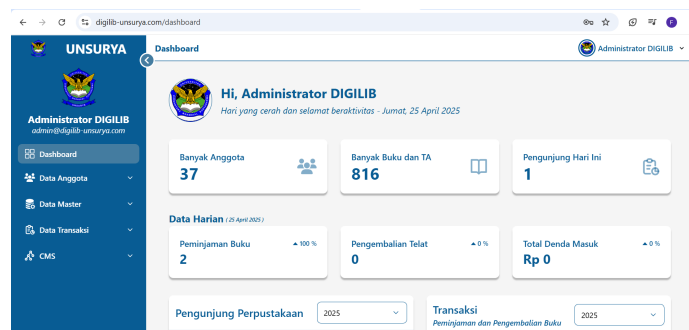 digilib-unsurya.com/dashboard
F
UNSURYA
Dashboard
Administrator DIGILIB
Administrator DIGILIB
admin@digilib-unsurya.com
Dashboard
Data Anggota
Data Master
Data Transaksi
CMS
Hi, Administrator DIGILIB
Hari yang cerah dan selamat beraktivitas - Jumat, 25 April 2025
Banyak Anggota
37
Banyak Buku dan TA
816
Pengunjung Hari Ini
1
Data Harian (25 April 2025)
Peminjaman Buku
100 %
2
Pengembalian Telat
0 %
0
Total Denda Masuk
0 %
Rp 0
Pengunjung Perpustakaan
2025
Transaksi
Peminjaman dan Pengembalian Buku
2025